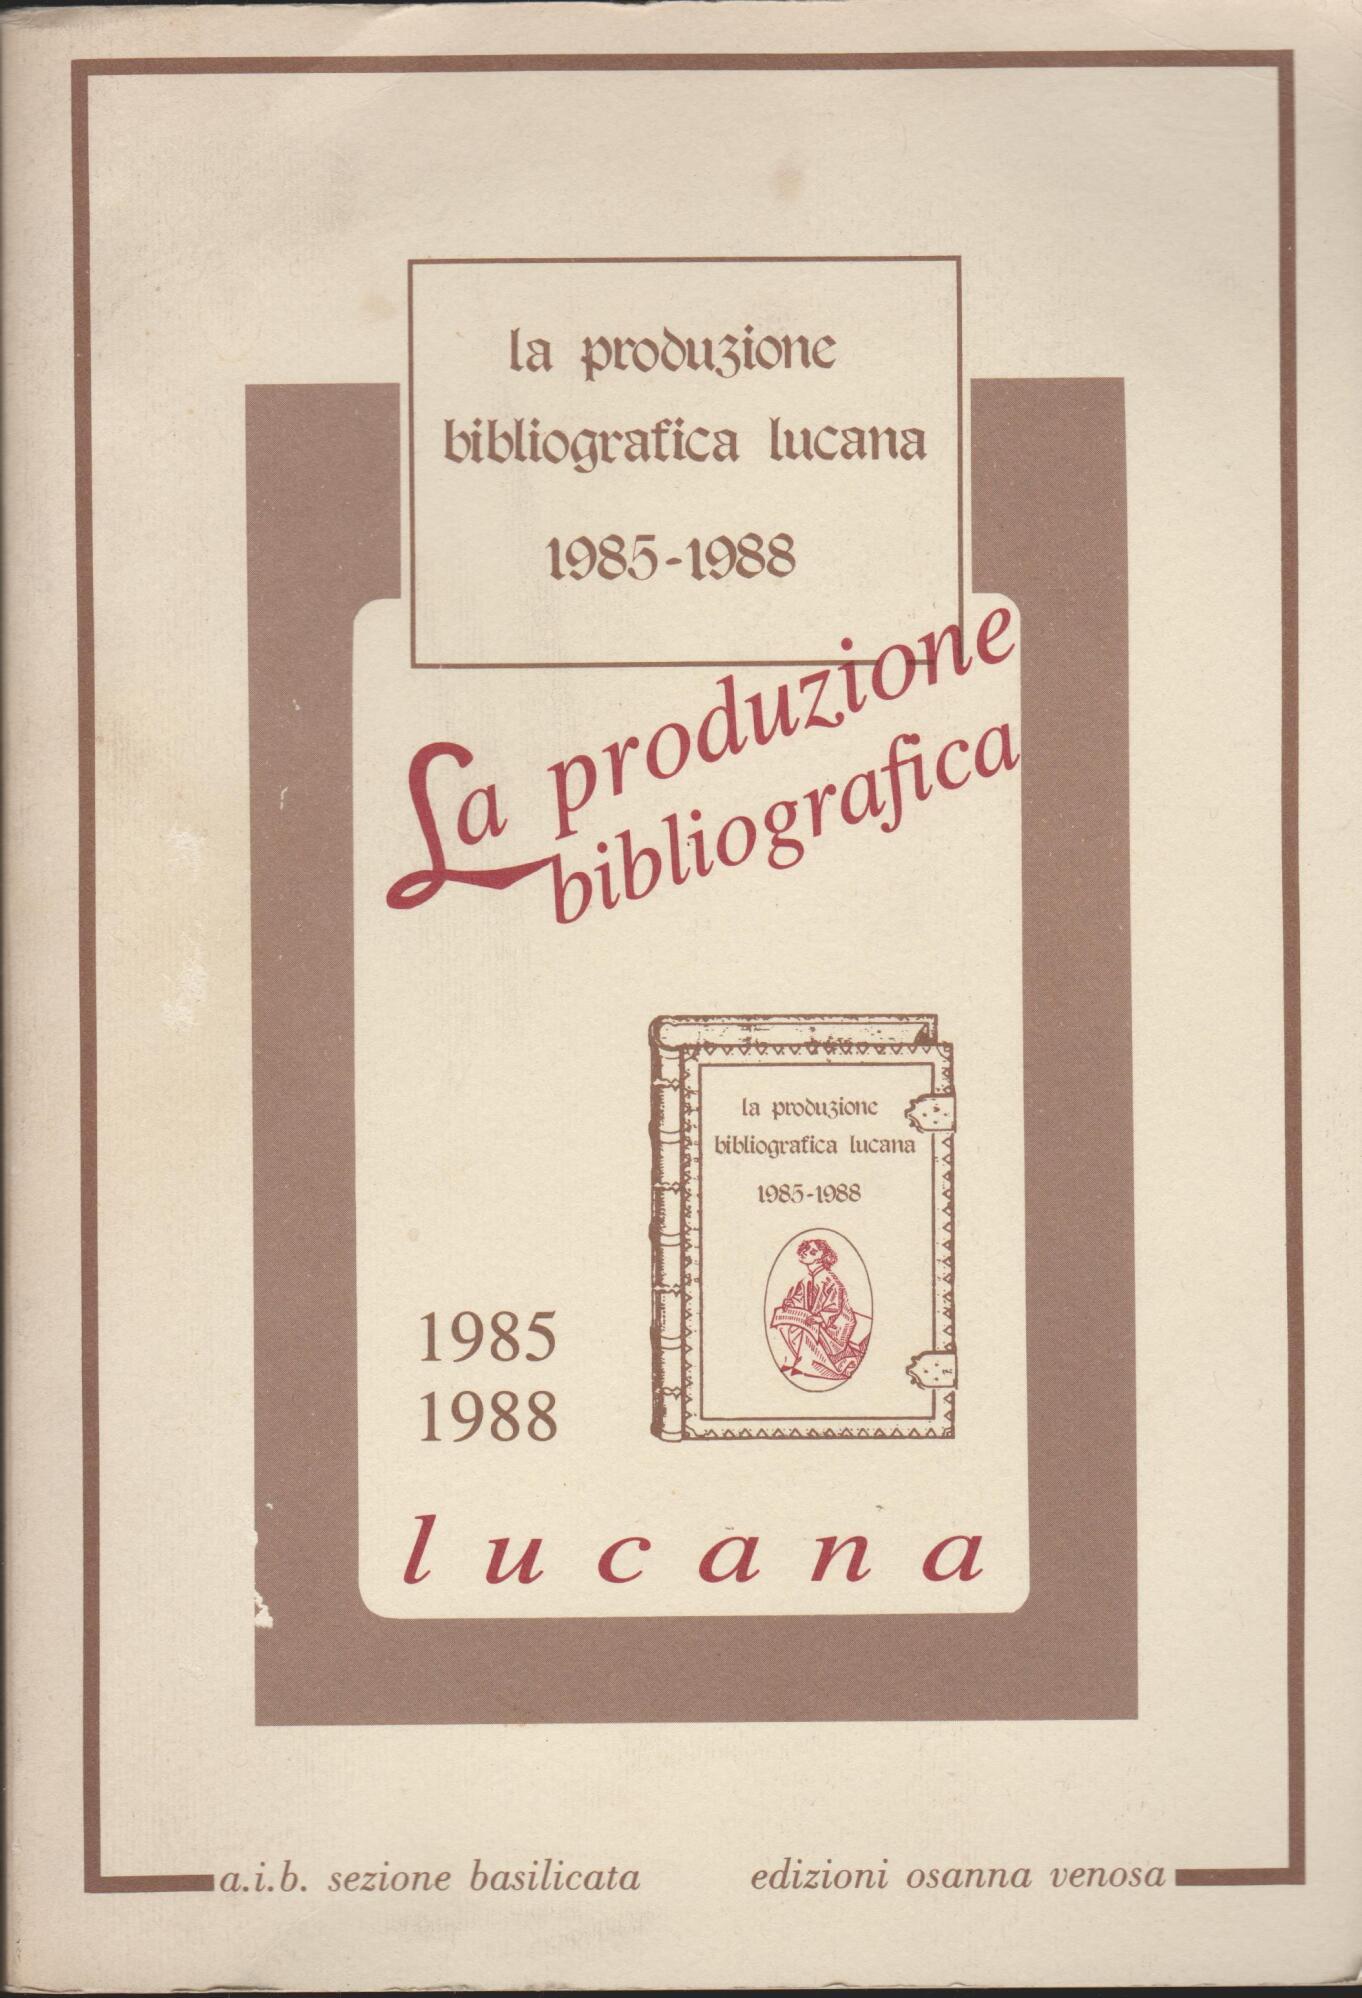 la produzione
bibliografica lucana
1985-1988
La produzione
bibliografica
la produzione
bibliografica lucana
1985-1988
1985
1988
lucana
a.i.b. sezione basilicata
edizioni osanna venosa